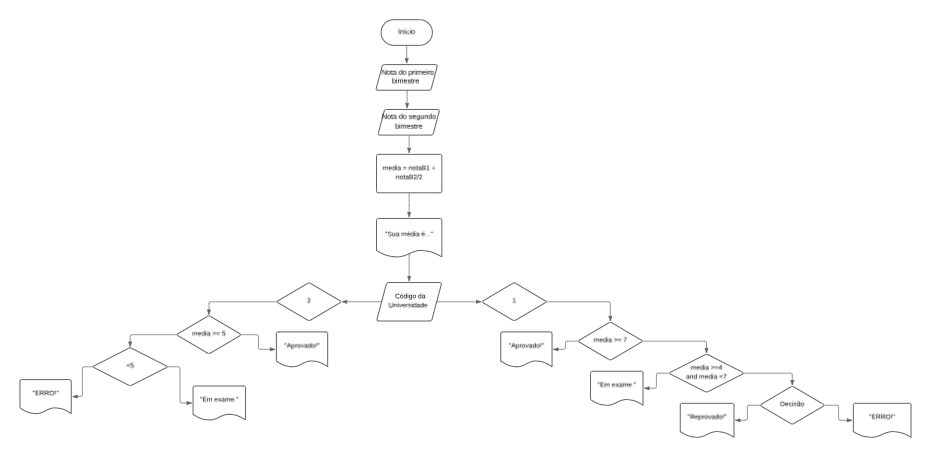 Início
Nota do primeiro
bimestre
Nota do segundo
bimestre
media = notaB1 +
notaB2/2
"Sua média é..."
Código da
Universidade
2
1
media >= 5
"Aprovado!"
<5
"ERRO!"
"Em exame."
"Aprovado!"
media >= 7
"Em exame."
media >=4
and media <7
Decisão
"Reprovado!"
"ERRO!"